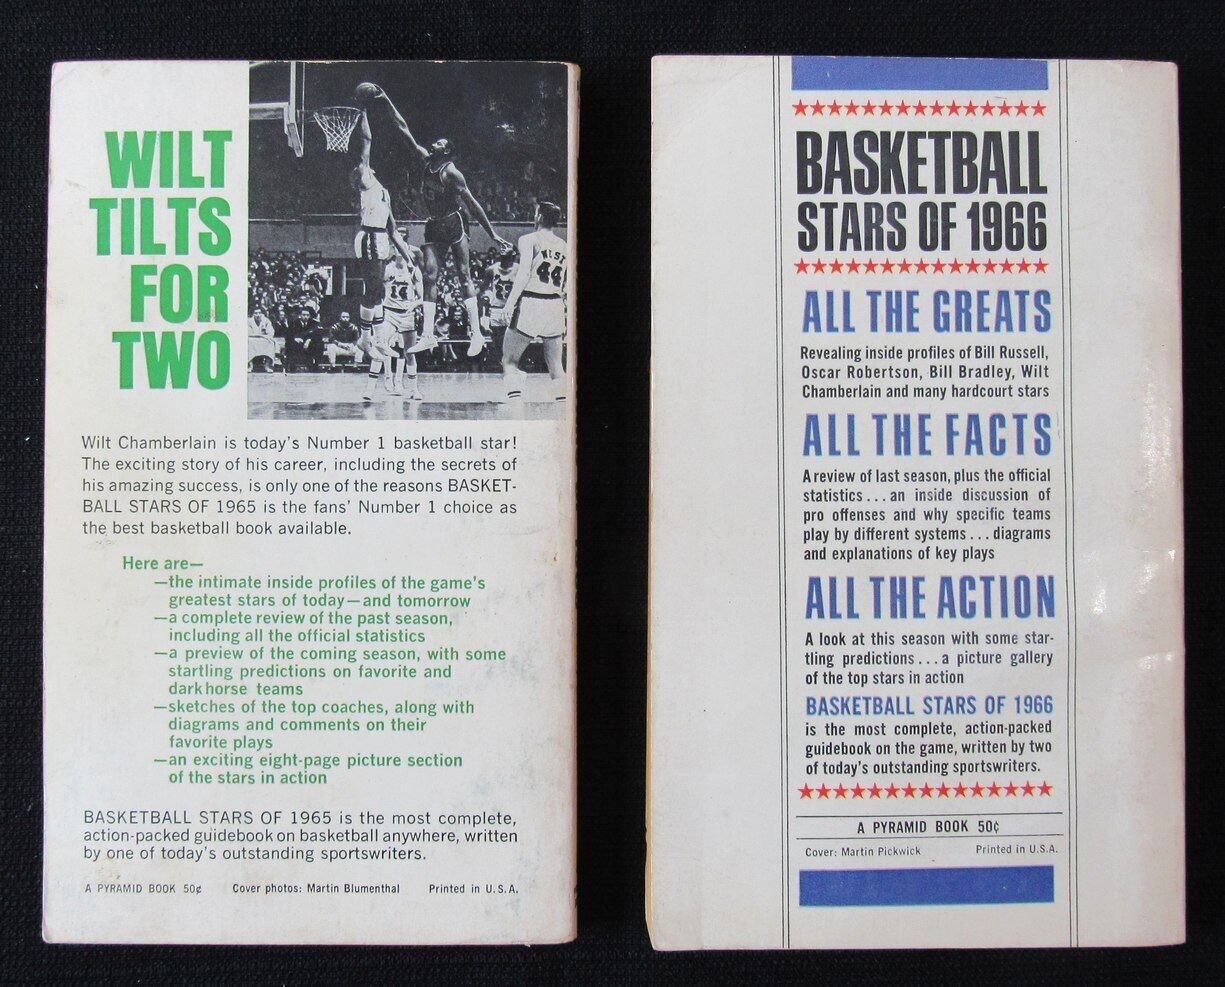 WILT
TILTS
FOR
TWO
WEST
44
Wilt Chamberlain is today's Number 1 basketball star!
The exciting story of his career, including the secrets of
his amazing success, is only one of the reasons BASKET-
BALL STARS OF 1965 is the fans' Number 1 choice as
the best basketball book available.
Here are—
—the intimate inside profiles of the game's
greatest stars of today—and tomorrow
—a complete review of the past season,
including all the official statistics
—a preview of the coming season, with some
startling predictions on favorite and
dark horse teams
—sketches of the top coaches, along with
diagrams and comments on their
favorite plays
—an exciting eight-page picture section
of the stars in action
BASKETBALL STARS OF 1965 is the most complete,
action-packed guidebook on basketball anywhere, written
by one of today's outstanding sportswriters.
A PYRAMID BOOK 50¢ Cover photos: Martin Blumenthal Printed in U.S.A.
BASKETBALL
STARS OF 1966
ALL THE GREATS
Revealing inside profiles of Bill Russell,
Oscar Robertson, Bill Bradley, Wilt
Chamberlain and many hardcourt stars
ALL THE FACTS
A review of last season, plus the official
statistics...an inside discussion of
pro offenses and why specific teams
play by different systems...diagrams
and explanations of key plays
ALL THE ACTION
A look at this season with some star-
tling predictions...a picture gallery
of the top stars in action
BASKETBALL STARS OF 1966
is the most complete, action-packed
guidebook on the game, written by two
of today's outstanding sportswriters.
A PYRAMID BOOK 50¢
Cover: Martin Pickwick Printed in U.S.A.